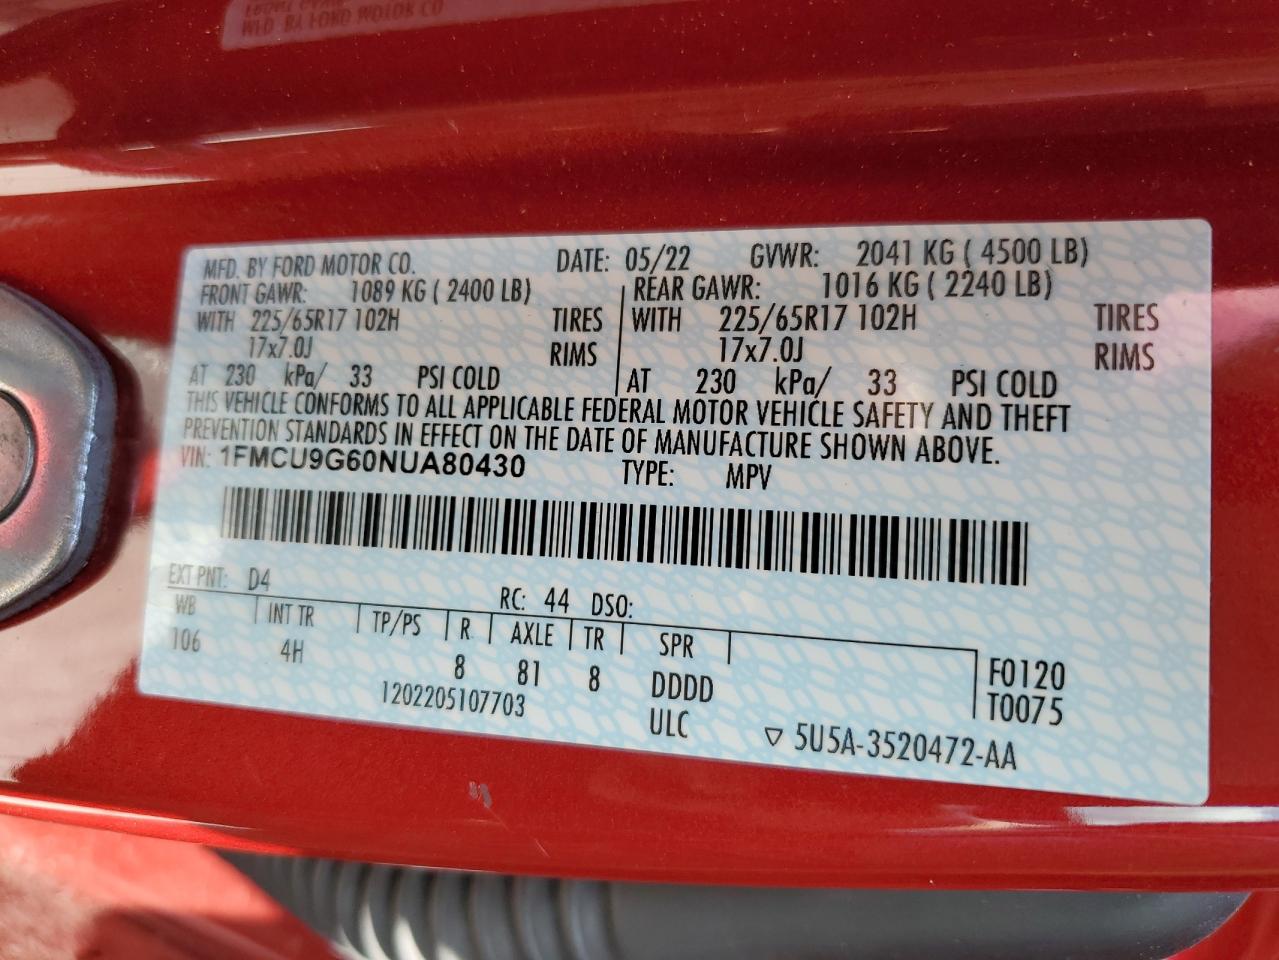 MFD. BY FORD MOTOR CO. DATE: 05/22 GVWR: 2041 KG ( 4500 LB)
FRONT GAWR: 1089 KG ( 2400 LB) REAR GAWR: 1016 KG ( 2240 LB)
WITH 225/65R17 102H TIRES WITH 225/65R17 102H TIRES
17x7.0J RIMS 17x7.0J RIMS
AT 230 kPa/ 33 PSI COLD AT 230 kPa/ 33 PSI COLD
THIS VEHICLE CONFORMS TO ALL APPLICABLE FEDERAL MOTOR VEHICLE SAFETY AND THEFT
PREVENTION STANDARDS IN EFFECT ON THE DATE OF MANUFACTURE SHOWN ABOVE.
VIN: 1FMCU9G60NUA80430 TYPE: MPV
EXT PNT: D4 RC: 44 DSO:
WB INT TR TP/PS R AXLE TR SPR
106 4H 8 81 8 DDDD F0120
1202205107703 ULC T0075
▽ 5U5A-3520472-AA